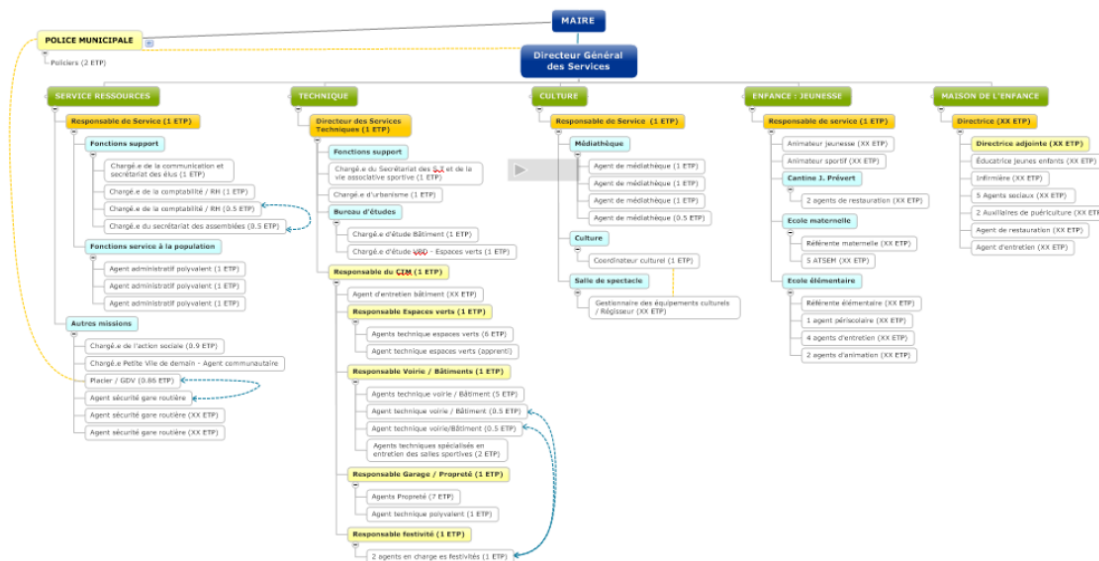 MAIRE
POLICE MUNICIPALE
Policiers (2 ETP)
Directeur Général
des Services
SERVICE RESSOURCES
Responsable de Service (1 ETP)
Fonctions support
Chargé.e de la communication et
secrétariat des élus (1 ETP)
Chargé.e de la comptabilité / RH (1 ETP)
Chargé.e de la comptabilité / RH (0.5 ETP)
Chargé.e du secrétariat des assemblées (0.5 ETP)
Fonctions service à la population
Agent administratif polyvalent (1 ETP)
Agent administratif polyvalent (1 ETP)
Agent administratif polyvalent (1 ETP)
Autres missions
Chargé.e de l'action sociale (0.9 ETP)
Chargé.e Petite Vile de demain - Agent communautaire
Placier / GDV (0.86 ETP)
Agent sécurité gare routière
Agent sécurité gare routière (XX ETP)
Agent sécurité gare routière (XX ETP)
TECHNIQUE
Directeur des Services
Techniques (1 ETP)
Fonctions support
Chargé.e du Secrétariat des S.T et de la
vie associative sportive (1 ETP)
Chargé.e d'urbanisme (1 ETP)
Bureau d'études
Chargé.e d'étude Bâtiment (1 ETP)
Chargé.e d'étude VRD - Espaces verts (1 ETP)
Responsable du CTM (1 ETP)
Agent d'entretien bâtiment (XX ETP)
Responsable Espaces verts (1 ETP)
Agents technique espaces verts (6 ETP)
Agent technique espaces verts (apprenti)
Responsable Voirie / Bâtiments (1 ETP)
Agents technique voirie / Bâtiment (5 ETP)
Agent technique voirie / Bâtiment (0.5 ETP)
Agent technique voirie/Bâtiment (0.5 ETP)
Agents techniques spécialisés en
entretien des salles sportives (2 ETP)
Responsable Garage / Propreté (1 ETP)
Agents Propreté (7 ETP)
Agent technique polyvalent (1 ETP)
Responsable festivité (1 ETP)
2 agents en charge es festivités (1 ETP)
CULTURE
Responsable de Service (1 ETP)
Médiathèque
Agent de médiathèque (1 ETP)
Agent de médiathèque (1 ETP)
Agent de médiathèque (1 ETP)
Agent de médiathèque (0.5 ETP)
Culture
Coordinateur culturel (1 ETP)
Salle de spectacle
Gestionnaire des équipements culturels
/ Régisseur (XX ETP)
ENFANCE : JEUNESSE
Responsable de service (1 ETP)
Animateur jeunesse (XX ETP)
Animateur sportif (XX ETP)
Cantine J. Prévert
2 agents de restauration (XX ETP)
Ecole maternelle
Référente maternelle (XX ETP)
5 ATSEM (XX ETP)
Ecole élémentaire
Référente élémentaire (XX ETP)
1 agent périscolaire (XX ETP)
4 agents d'entretien (XX ETP)
2 agents d'animation (XX ETP)
MAISON DE L'ENFANCE
Directrice (XX ETP)
Directrice adjointe (XX ETP)
Éducatrice jeunes enfants (XX ETP)
Infirmière (XX ETP)
5 Agents sociaux (XX ETP)
2 Auxiliaires de puériculture (XX ETP
Agent de restauration (XX ETP)
Agent d'entretien (XX ETP)